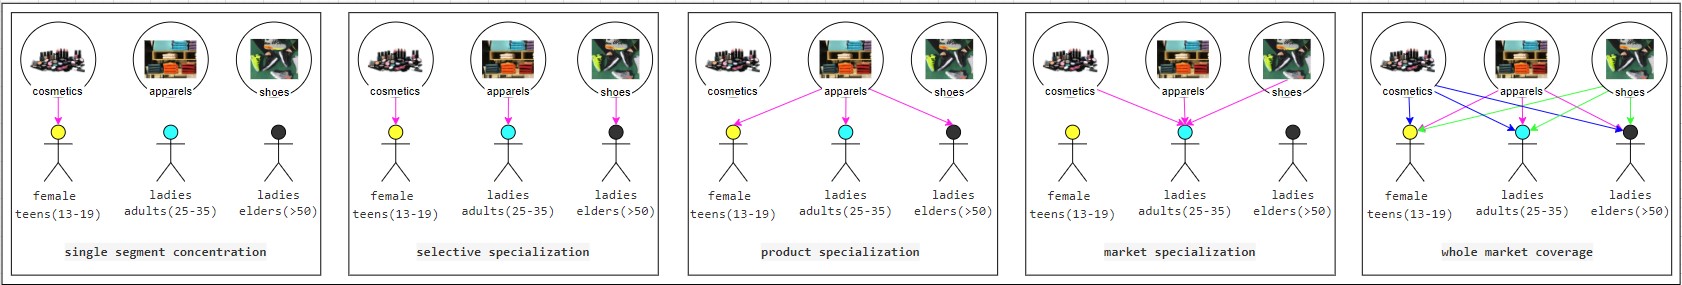 cosmetics apparels shoes
female teens(13-19)
ladies adults(25-35)
ladies elders(>50)
single segment concentration
cosmetics apparels shoes
female teens(13-19)
ladies adults(25-35)
ladies elders(>50)
selective specialization
cosmetics apparels shoes
female teens(13-19)
ladies adults(25-35)
ladies elders(>50)
product specialization
cosmetics apparels shoes
female teens(13-19)
ladies adults(25-35)
ladies elders(>50)
market specialization
cosmetics apparels shoes
female teens(13-19)
ladies adults(25-35)
ladies elders(>50)
whole market coverage